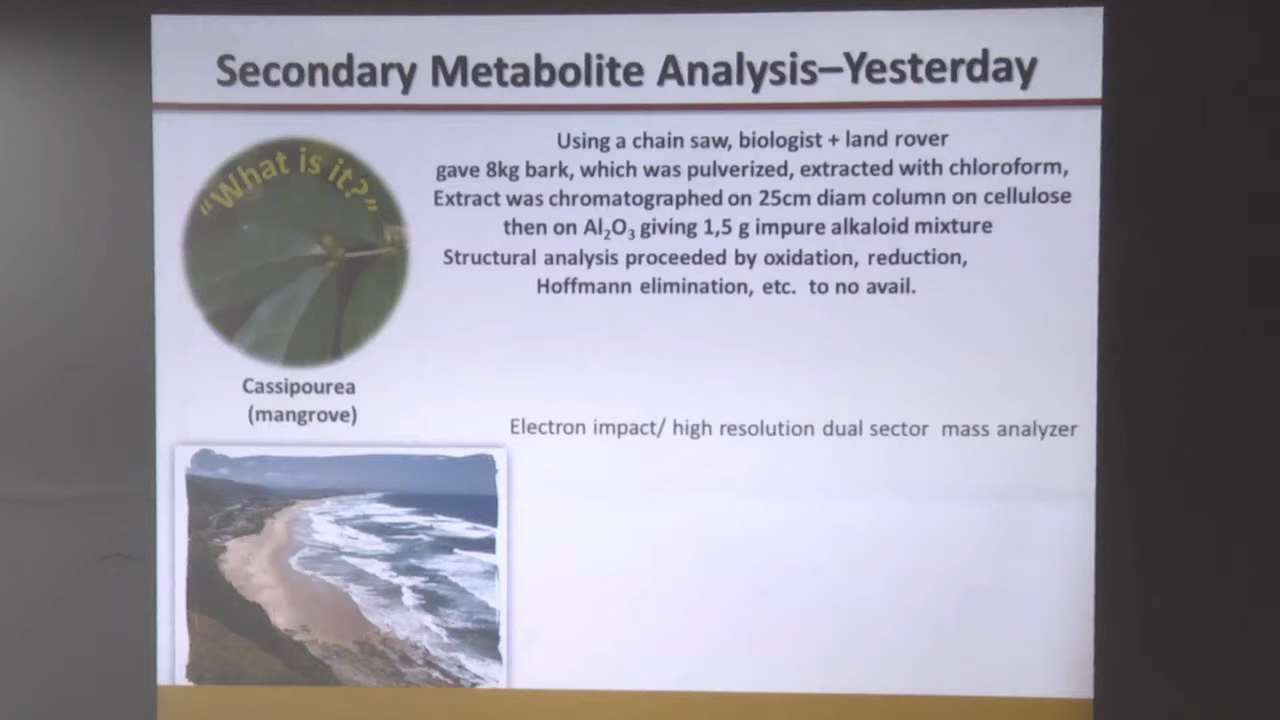 Secondary Metabolite Analysis–Yesterday
"What is it?"
Using a chain saw, biologist + land rover
gave 8kg bark, which was pulverized, extracted with chloroform,
Extract was chromatographed on 25cm diam column on cellulose
then on Al₂O₃ giving 1,5 g impure alkaloid mixture
Structural analysis proceeded by oxidation, reduction,
Hoffmann elimination, etc. to no avail.
Cassipourea
(mangrove)
Electron impact/ high resolution dual sector mass analyzer